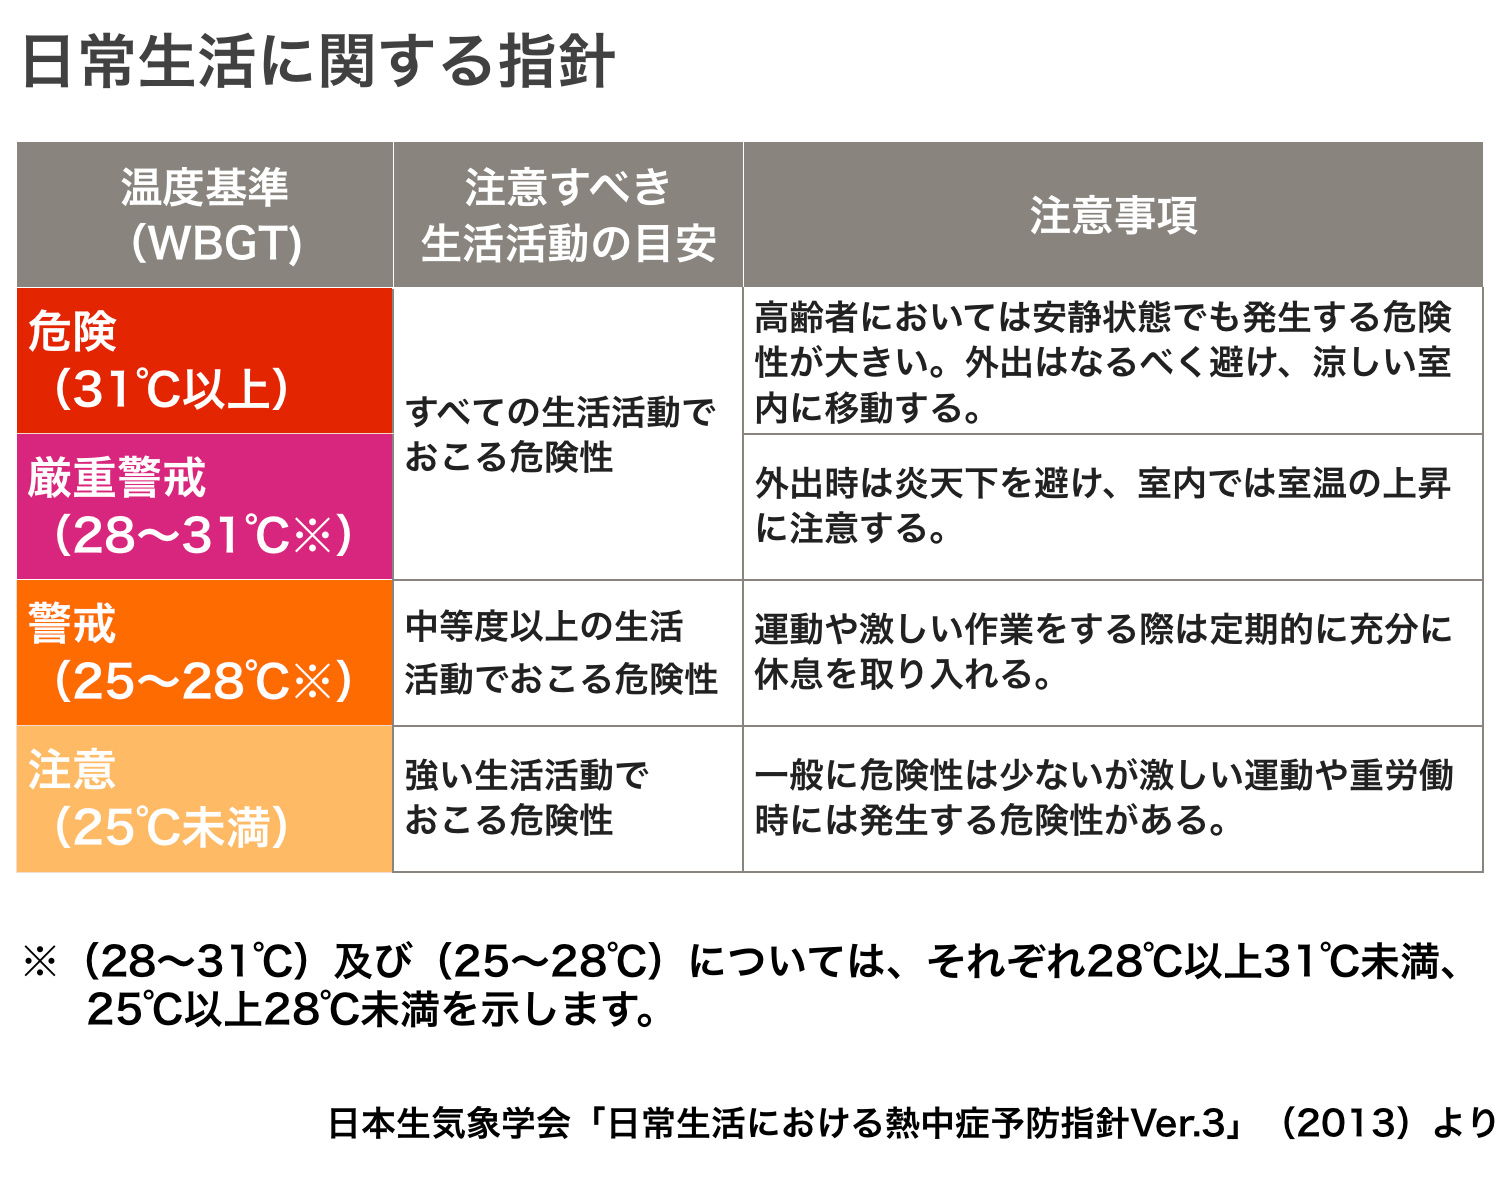 日常生活に関する指針
温度基準
（WBGT)
注意すべき
生活活動の目安
注意事項
危険
（31℃以上）
すべての生活活動で
おこる危険性
高齢者においては安静状態でも発生する危険
性が大きい。外出はなるべく避け、涼しい室
内に移動する。
厳重警戒
（28〜31℃※）
外出時は炎天下を避け、室内では室温の上昇
に注意する。
警戒
（25〜28℃※）
中等度以上の生活
活動でおこる危険性
運動や激しい作業をする際は定期的に充分に
休息を取り入れる。
注意
（25℃未満）
強い生活活動で
おこる危険性
一般に危険性は少ないが激しい運動や重労働
時には発生する危険性がある。
※（28〜31℃）及び（25〜28℃）については、それぞれ28℃以上31℃未満、
25℃以上28℃未満を示します。
日本生気象学会「日常生活における熱中症予防指針Ver.3」（2013）より